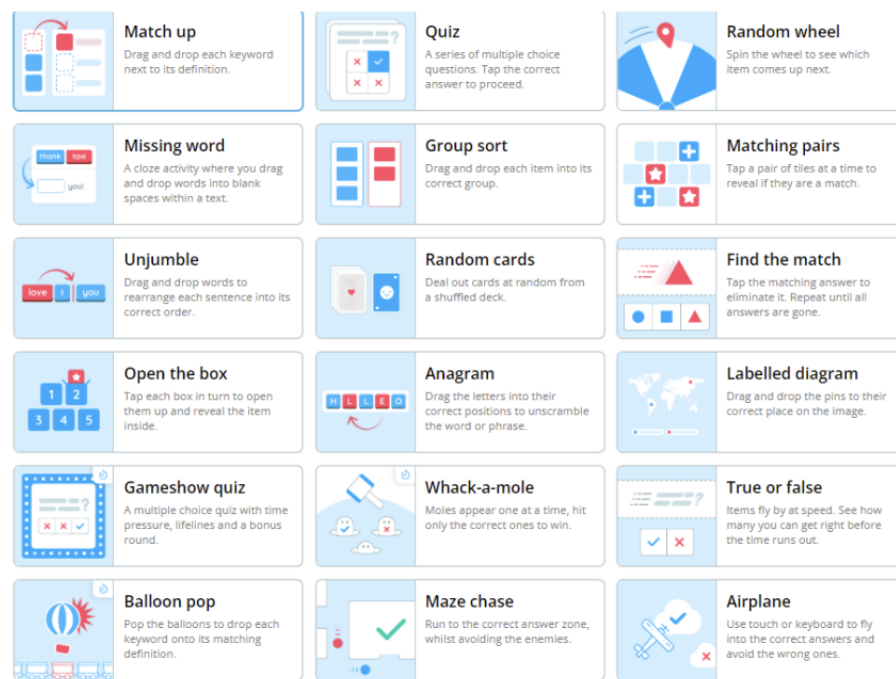 Match up
Drag and drop each keyword
next to its definition.
Quiz
A series of multiple choice
questions. Tap the correct
answer to proceed.
Random wheel
Spin the wheel to see which
item comes up next.
thank taxi
you!
Missing word
A cloze activity where you drag
and drop words into blank
spaces within a text.
Group sort
Drag and drop each item into its
correct group.
Matching pairs
Tap a pair of tiles at a time to
reveal if they are a match.
love I you
Unjumble
Drag and drop words to
rearrange each sentence into its
correct order.
Random cards
Deal out cards at random from
a shuffled deck.
Find the match
Tap the matching answer to
eliminate it. Repeat until all
answers are gone.
1 2
3 4 5
Open the box
Tap each box in turn to open
them up and reveal the item
inside.
H L L E O
Anagram
Drag the letters into their
correct positions to unscramble
the word or phrase.
Labelled diagram
Drag and drop the pins to their
correct place on the image.
?
Gameshow quiz
A multiple choice quiz with time
pressure, lifelines and a bonus
round.
Whack-a-mole
Moles appear one at a time, hit
only the correct ones to win.
?
True or false
Items fly by at speed. See how
many you can get right before
the time runs out.
Balloon pop
Pop the balloons to drop each
keyword onto its matching
definition.
Maze chase
Run to the correct answer zone,
whilst avoiding the enemies.
Airplane
Use touch or keyboard to fly
into the correct answers and
avoid the wrong ones.